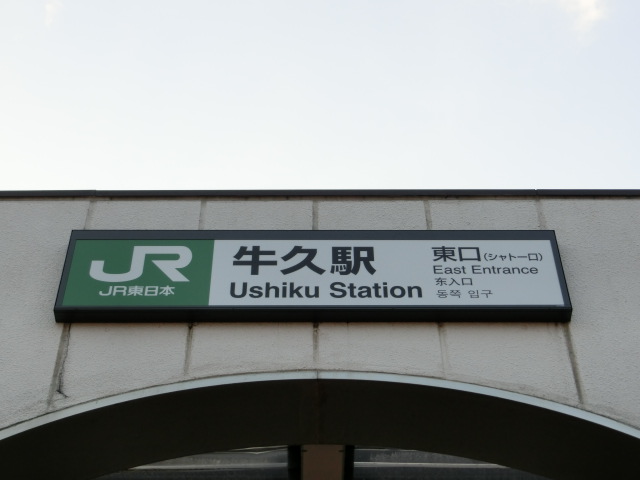 JR
JR東日本
牛久駅
Ushiku Station
東口(シャトー口)
East Entrance
东入口
동쪽 입구